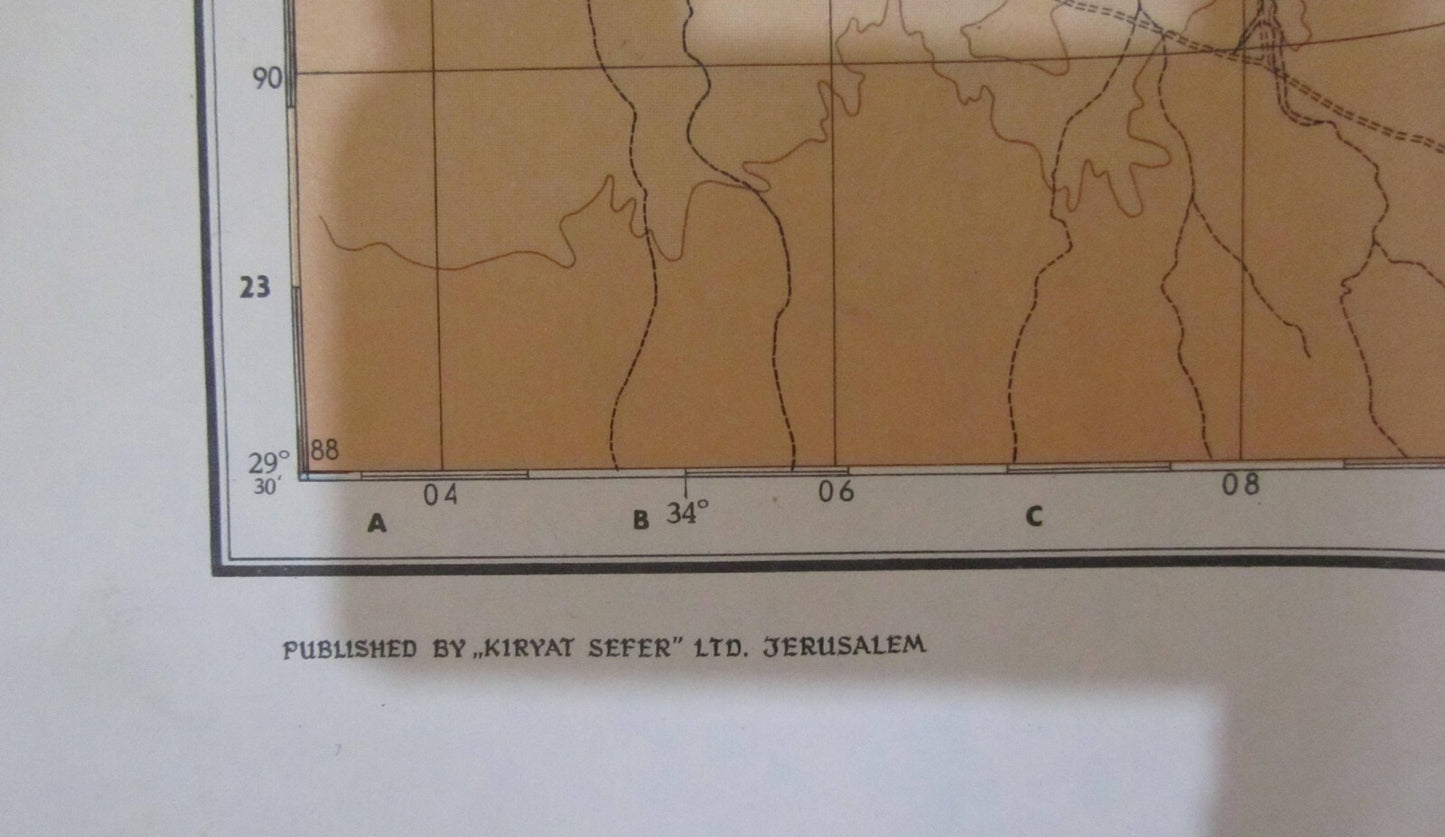 90
23
88
29°
30'
04 06 08
A B 34° C
PUBLISHED BY „KIRYAT SEFER” LTD. JERUSALEM